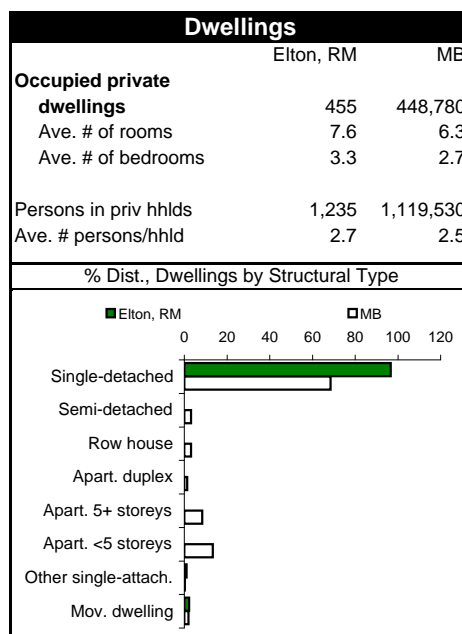 Dwellings
Elton, RM MB
Occupied private
dwellings 455 448,780
Ave. # of rooms 7.6 6.3
Ave. # of bedrooms 3.3 2.7
Persons in priv hhlds 1,235 1,119,530
Ave. # persons/hhld 2.7 2.5
% Dist., Dwellings by Structural Type
Elton, RM MB
0 20 40 60 80 100 120
Single-detached
Semi-detached
Row house
Apart. duplex
Apart. 5+ storeys
Apart. <5 storeys
Other single-attach.
Mov. dwelling